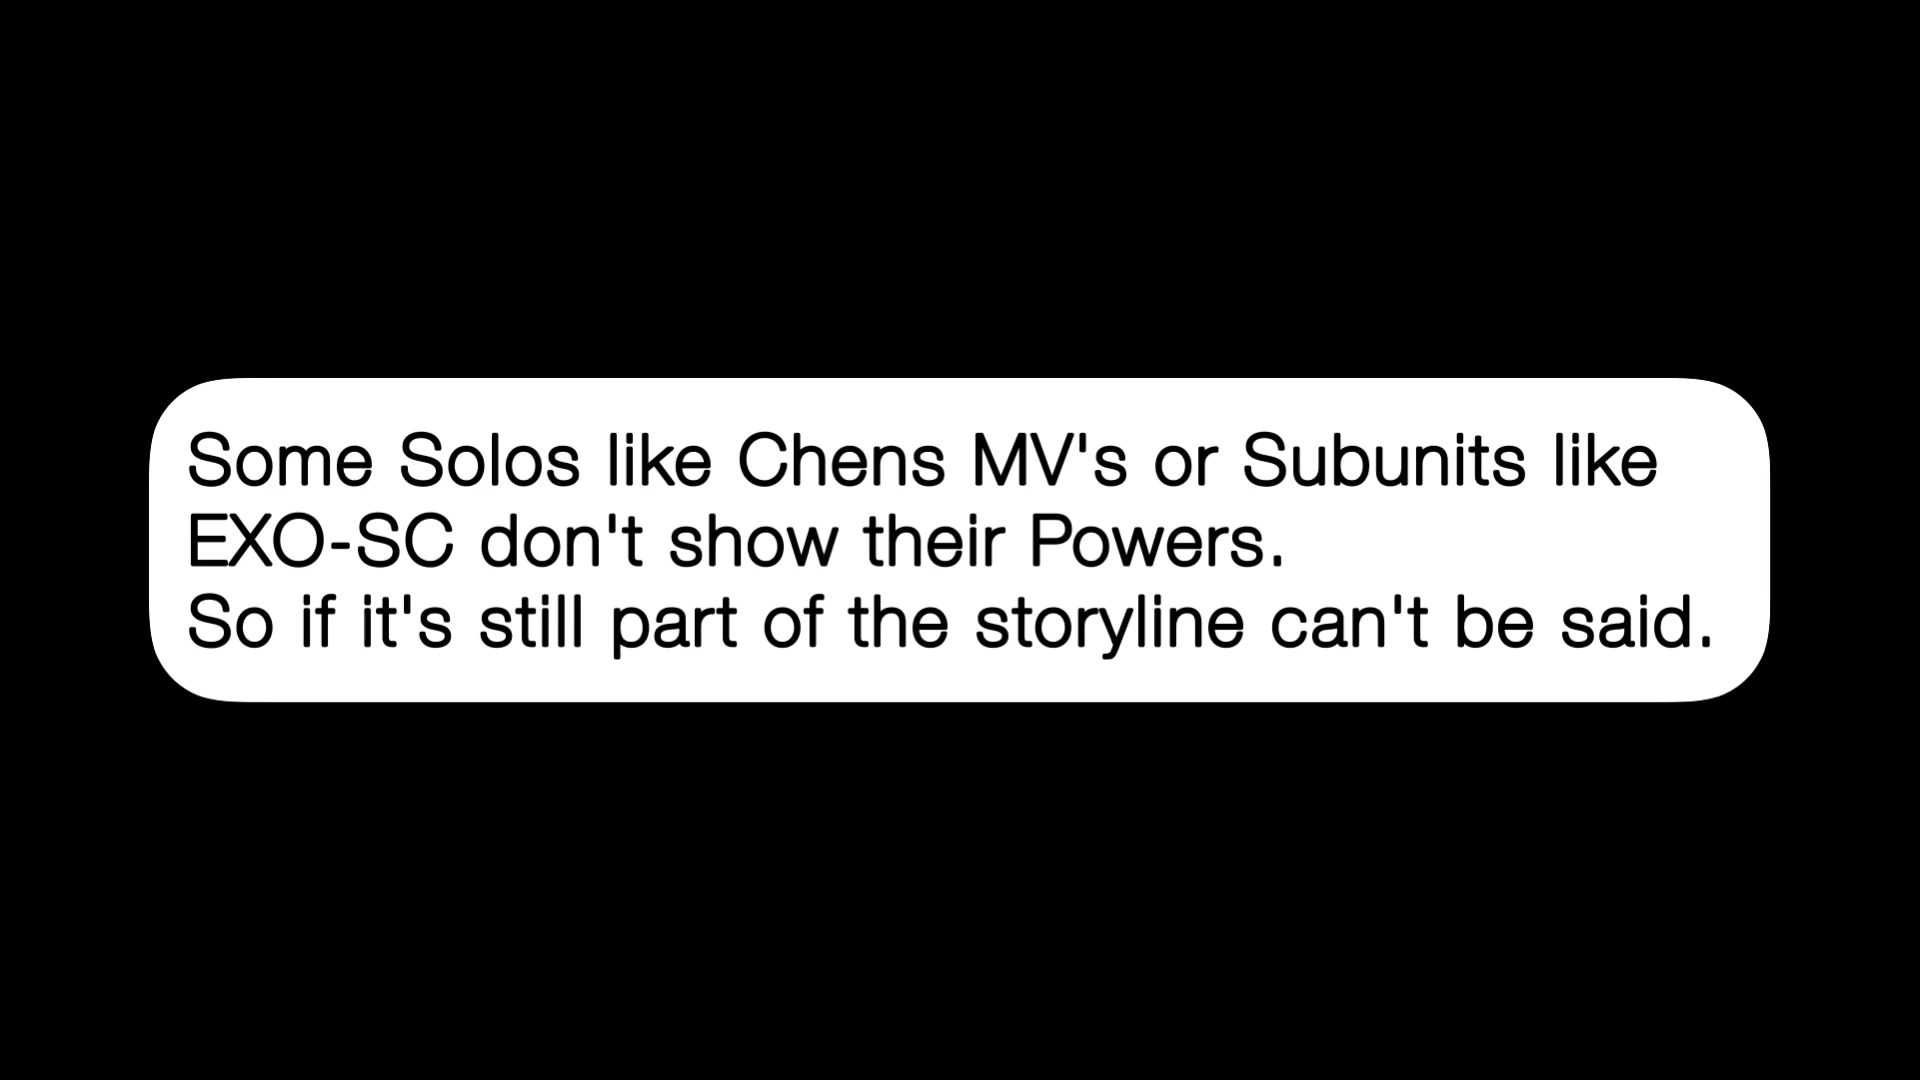 Some Solos like Chens MV's or Subunits like
EXO-SC don't show their Powers.
So if it's still part of the storyline can't be said.